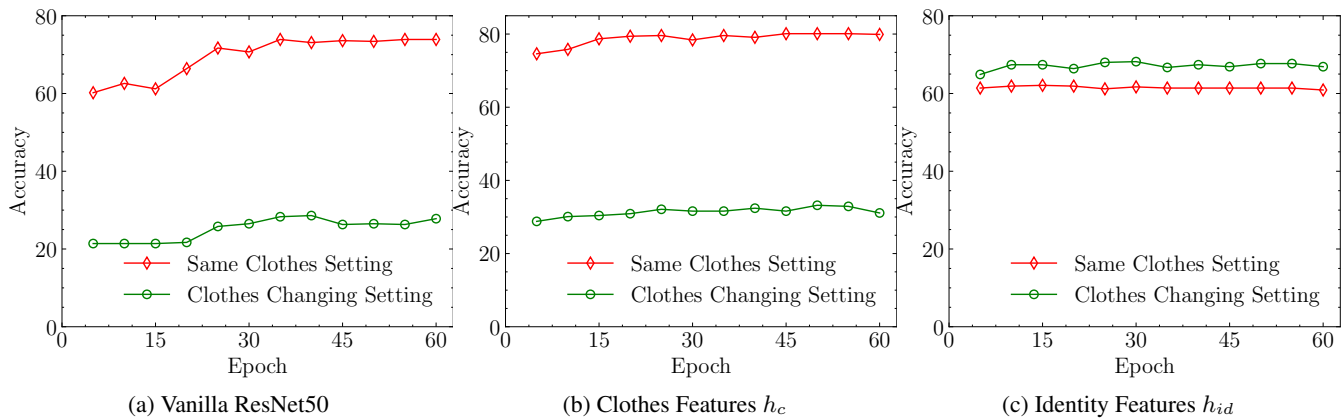 80
60
40
20
0
0 15 30 45 60
Accuracy
Epoch
Same Clothes Setting
Clothes Changing Setting
(a) Vanilla ResNet50
80
60
40
20
0
0 15 30 45 60
Accuracy
Epoch
Same Clothes Setting
Clothes Changing Setting
(b) Clothes Features h_c
80
60
40
20
0
0 15 30 45 60
Accuracy
Epoch
Same Clothes Setting
Clothes Changing Setting
(c) Identity Features h_{id}